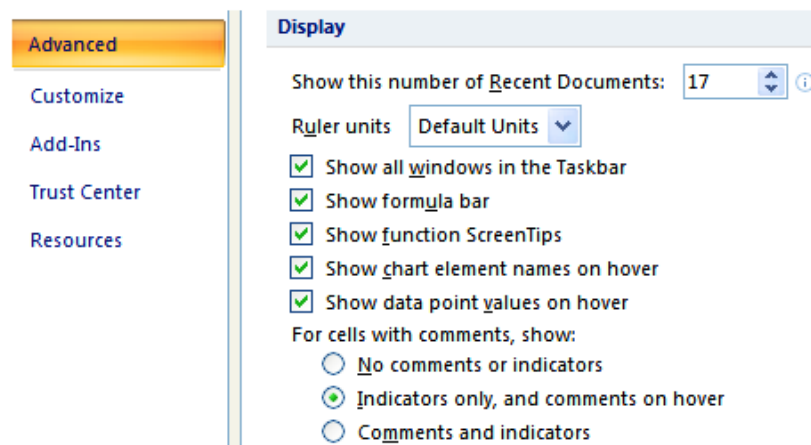 Advanced
Customize
Add-Ins
Trust Center
Resources
Display
Show this number of Recent Documents: 17
Ruler units Default Units
Show all windows in the Taskbar
Show formula bar
Show function ScreenTips
Show chart element names on hover
Show data point values on hover
For cells with comments, show:
No comments or indicators
Indicators only, and comments on hover
Comments and indicators